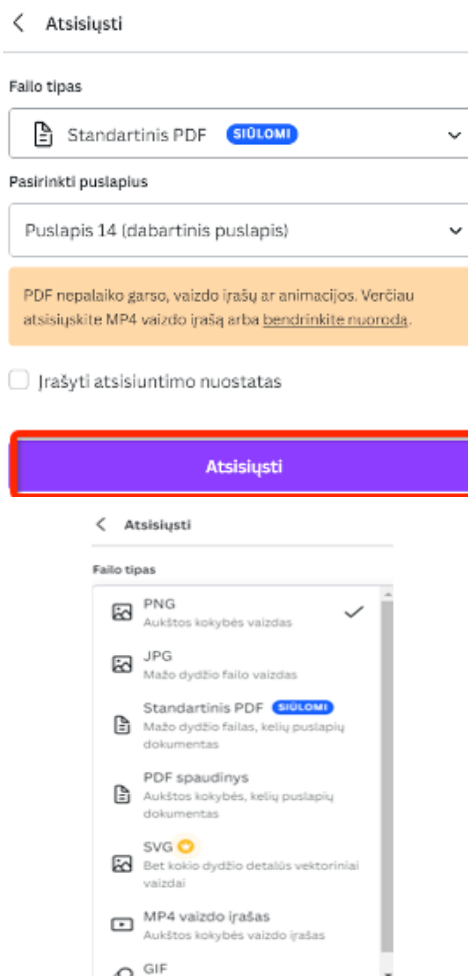 Atsisiųsti
Failo tipas
Standartinis PDF SIŪLOMI
Pasirinkti puslapius
Puslapis 14 (dabartinis puslapis)
PDF nepalaiko garso, vaizdo įrašų ar animacijos. Verčiau
atsisiųskite MP4 vaizdo įrašą arba bendrinkite nuorodą.
Įrašyti atsisiuntimo nuostatas
Atsisiųsti
Atsisiųsti
Failo tipas
PNG
Aukštos kokybės vaizdas
JPG
Mažo dydžio failo vaizdas
Standartinis PDF SIŪLOMI
Mažo dydžio failas, kelių puslapių
dokumentas
PDF spaudinys
Aukštos kokybės, kelių puslapių
dokumentas
SVG
Bet kokio dydžio detalūs vektoriniai
vaizdai
MP4 vaizdo įrašas
Aukštos kokybės vaizdo įrašas
GIF